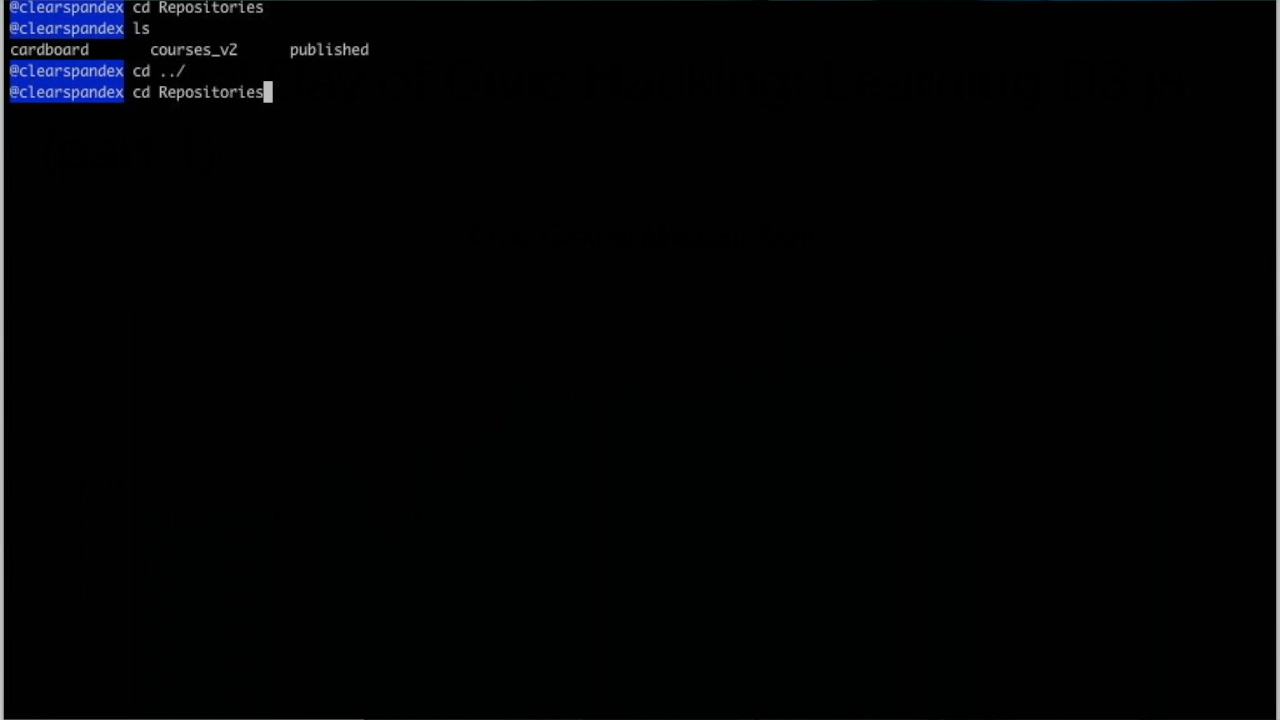 @clearspandex cd Repositories
@clearspandex ls
cardboard courses_v2 published
@clearspandex cd ../
@clearspandex cd Repositories